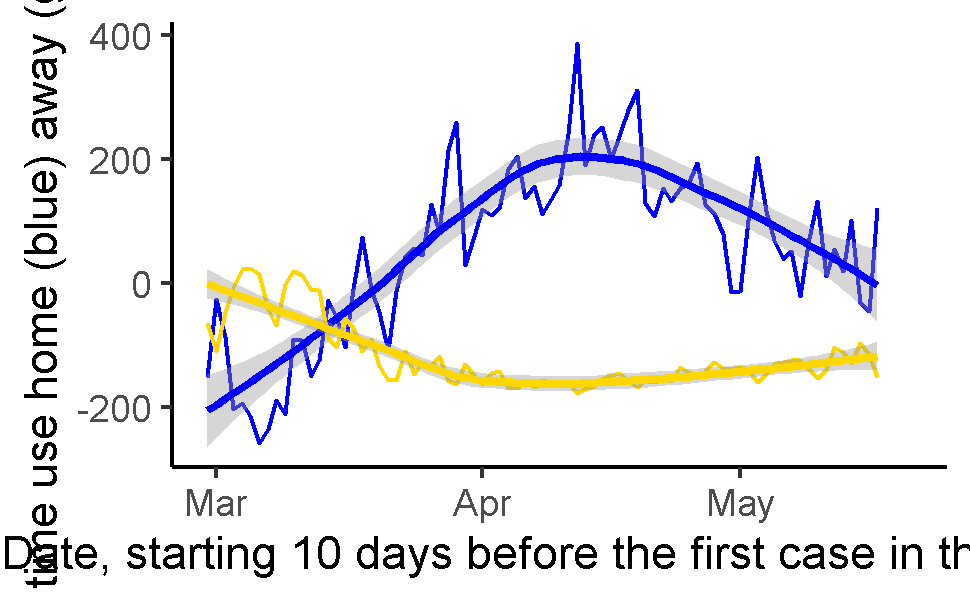 time use home (blue) away (
400
200
0
-200
Mar Apr May
Date, starting 10 days before the first case in th